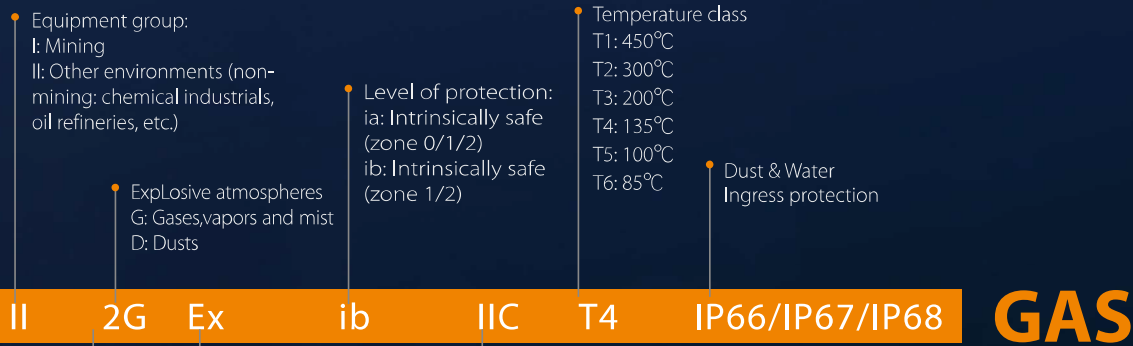 Equipment group:
I: Mining
II: Other environments (non-
mining: chemical industrials,
oil refineries, etc.)
ExpLosive atmospheres
G: Gases,vapors and mist
D: Dusts
Level of protection:
ia: Intrinsically safe
(zone 0/1/2)
ib: Intrinsically safe
(zone 1/2)
Temperature class
T1: 450°C
T2: 300°C
T3: 200°C
T4: 135°C
T5: 100°C
T6: 85°C
Dust & Water
Ingress protection
II 2G Ex ib IIC T4 IP66/IP67/IP68 GAS